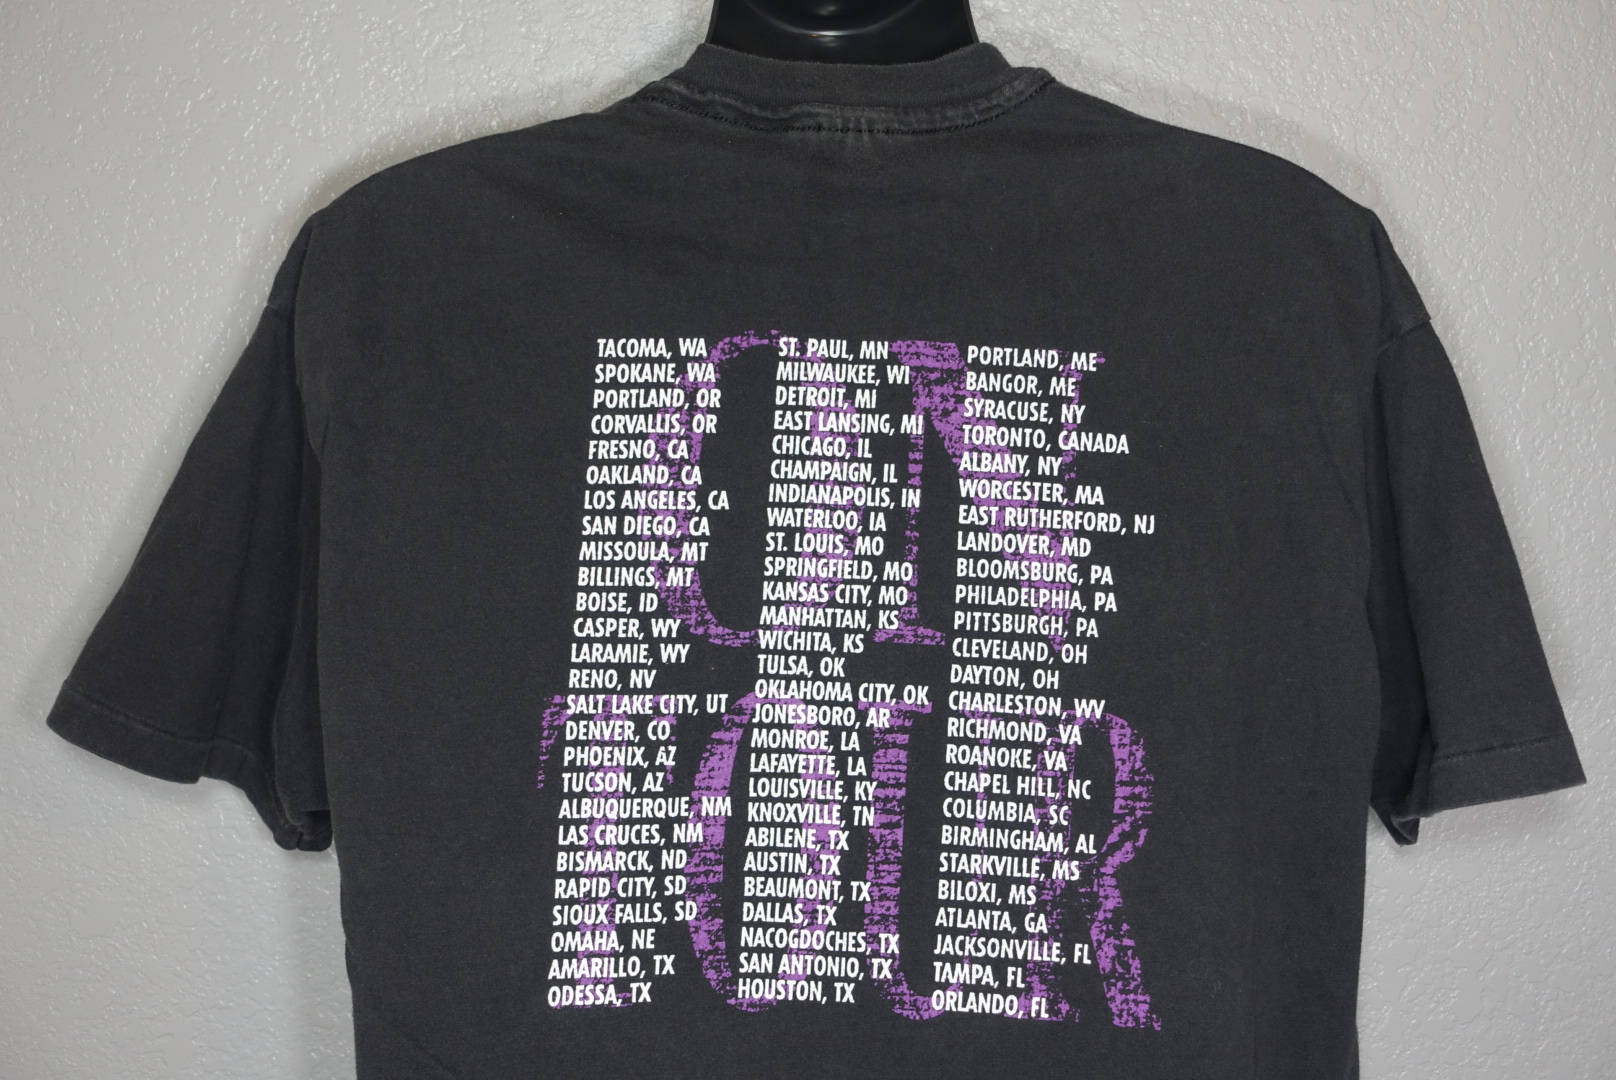 ON
TOUR
TACOMA, WA
SPOKANE, WA
PORTLAND, OR
CORVALLIS, OR
FRESNO, CA
OAKLAND, CA
LOS ANGELES, CA
SAN DIEGO, CA
MISSOULA, MT
BILLINGS, MT
BOISE, ID
CASPER, WY
LARAMIE, WY
RENO, NV
SALT LAKE CITY, UT
DENVER, CO
PHOENIX, AZ
TUCSON, AZ
ALBUQUERQUE, NM
LAS CRUCES, NM
BISMARCK, ND
RAPID CITY, SD
SIOUX FALLS, SD
OMAHA, NE
AMARILLO, TX
ODESSA, TX
ST. PAUL, MN
MILWAUKEE, WI
DETROIT, MI
EAST LANSING, MI
CHICAGO, IL
CHAMPAIGN, IL
INDIANAPOLIS, IN
WATERLOO, IA
ST. LOUIS, MO
SPRINGFIELD, MO
KANSAS CITY, MO
MANHATTAN, KS
WICHITA, KS
TULSA, OK
OKLAHOMA CITY, OK
JONESBORO, AR
MONROE, LA
LAFAYETTE, LA
LOUISVILLE, KY
KNOXVILLE, TN
ABILENE, TX
AUSTIN, TX
BEAUMONT, TX
DALLAS, TX
NACOGDOCHES, TX
SAN ANTONIO, TX
HOUSTON, TX
PORTLAND, ME
BANGOR, ME
SYRACUSE, NY
TORONTO, CANADA
ALBANY, NY
WORCESTER, MA
EAST RUTHERFORD, NJ
LANDOVER, MD
BLOOMSBURG, PA
PHILADELPHIA, PA
PITTSBURGH, PA
CLEVELAND, OH
DAYTON, OH
CHARLESTON, WV
RICHMOND, VA
ROANOKE, VA
CHAPEL HILL, NC
COLUMBIA, SC
BIRMINGHAM, AL
STARKVILLE, MS
BILOXI, MS
ATLANTA, GA
JACKSONVILLE, FL
TAMPA, FL
ORLANDO, FL